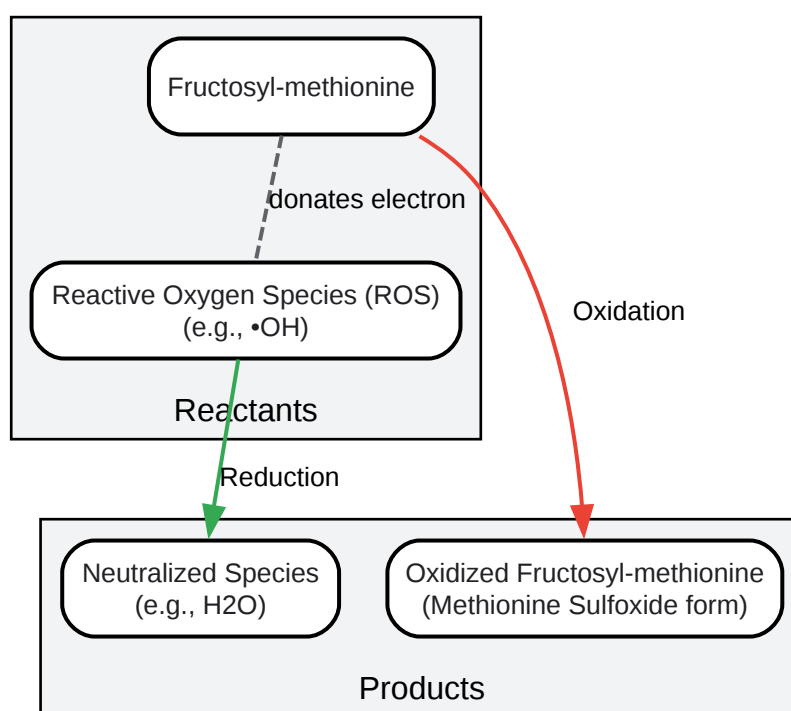 Fructosyl-methionine
donates electron
Reactive Oxygen Species (ROS)
(e.g., •OH)
Oxidation
Reactants
Reduction
Neutralized Species
(e.g., H2O)
Oxidized Fructosyl-methionine
(Methionine Sulfoxide form)
Products